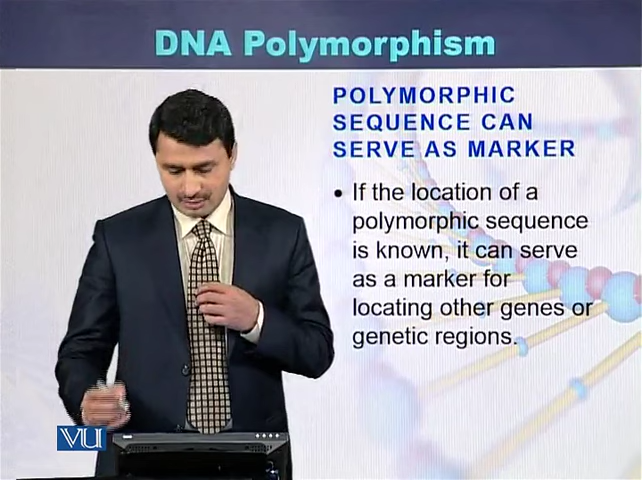 DNA Polymorphism
POLYMORPHIC
SEQUENCE CAN
SERVE AS MARKER
• If the location of a
polymorphic sequence
is known, it can serve
as a marker for
locating other genes or
genetic regions.
VU